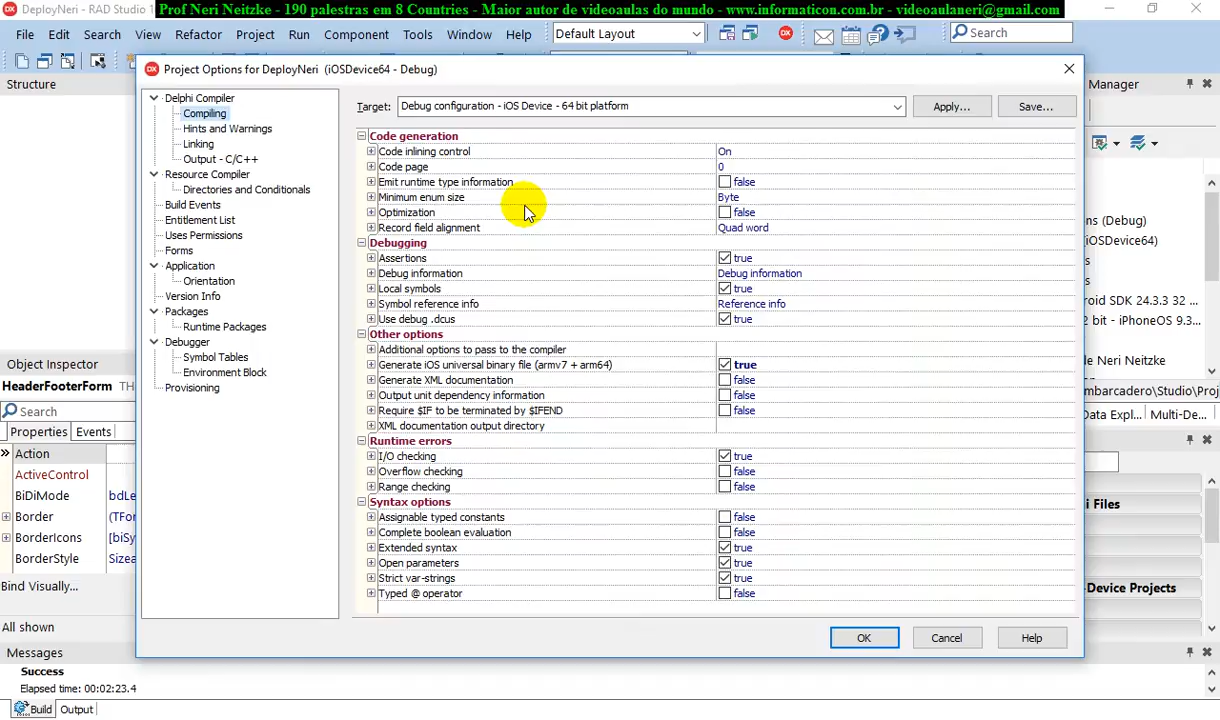 DeployNeri - RAD Studio 1
Prof Neri Neitzke - 190 palestras em 8 Countries - Maior autor de videoaulas do mundo - www.informaticon.com.br - videoaulaneri@gmail.com
File Edit Search View Refactor Project Run Component Tools Window Help
Default Layout
Search
Structure
Project Options for DeployNeri (iOSDevice64 - Debug)
Manager
Target: Debug configuration - iOS Device - 64 bit platform
Apply...
Save...
Delphi Compiler
Compiling
Hints and Warnings
Linking
Output - C/C++
Resource Compiler
Directories and Conditionals
Build Events
Entitlement List
Uses Permissions
Forms
Application
Orientation
Version Info
Packages
Runtime Packages
Debugger
Symbol Tables
Environment Block
Provisioning
Code generation
Code inlining control On
Code page 0
Emit runtime type information false
Minimum enum size Byte
Optimization false
Record field alignment Quad word
Debugging
Assertions true
Debug information Debug information
Local symbols true
Symbol reference info Reference info
Use debug .dcus true
Other options
Additional options to pass to the compiler
Generate iOS universal binary file (armv7 + arm64) true
Generate XML documentation false
Output unit dependency information false
Require $IF to be terminated by $IFEND false
XML documentation output directory
Runtime errors
I/O checking true
Overflow checking false
Range checking false
Syntax options
Assignable typed constants false
Complete boolean evaluation false
Extended syntax true
Open parameters true
Strict var-strings true
Typed @ operator false
OK
Cancel
Help
ns (Debug)
iOSDevice64)
s
s
roid SDK 24.3.3 32 ...
2 bit - iPhoneOS 9.3...
le Neri Neitzke
mbarcadero\Studio\Proj
Data Expl... Multi-De...
i Files
Device Projects
Object Inspector
HeaderFooterForm TH
Search
Properties Events
Action
ActiveControl
BiDiMode bdLe
Border (TFor
BorderIcons [biSy
BorderStyle Sizea
Bind Visually...
All shown
Messages
Success
Elapsed time: 00:02:23.4
Build Output